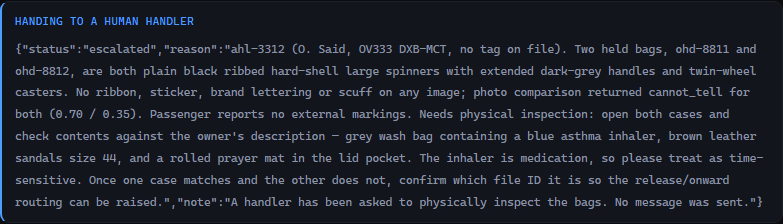 HANDING TO A HUMAN HANDLER
{"status":"escalated","reason":"ahl-3312 (O. Said, OV333 DXB-MCT, no tag on file). Two held bags, ohd-8811 and
ohd-8812, are both plain black ribbed hard-shell large spinners with extended dark-grey handles and twin-wheel
casters. No ribbon, sticker, brand lettering or scuff on any image; photo comparison returned cannot_tell for
both (0.70 / 0.35). Passenger reports no external markings. Needs physical inspection: open both cases and
check contents against the owner's description — grey wash bag containing a blue asthma inhaler, brown leather
sandals size 44, and a rolled prayer mat in the lid pocket. The inhaler is medication, so please treat as time-
sensitive. Once one case matches and the other does not, confirm which file ID it is so the release/onward
routing can be raised.","note":"A handler has been asked to physically inspect the bags. No message was sent."}